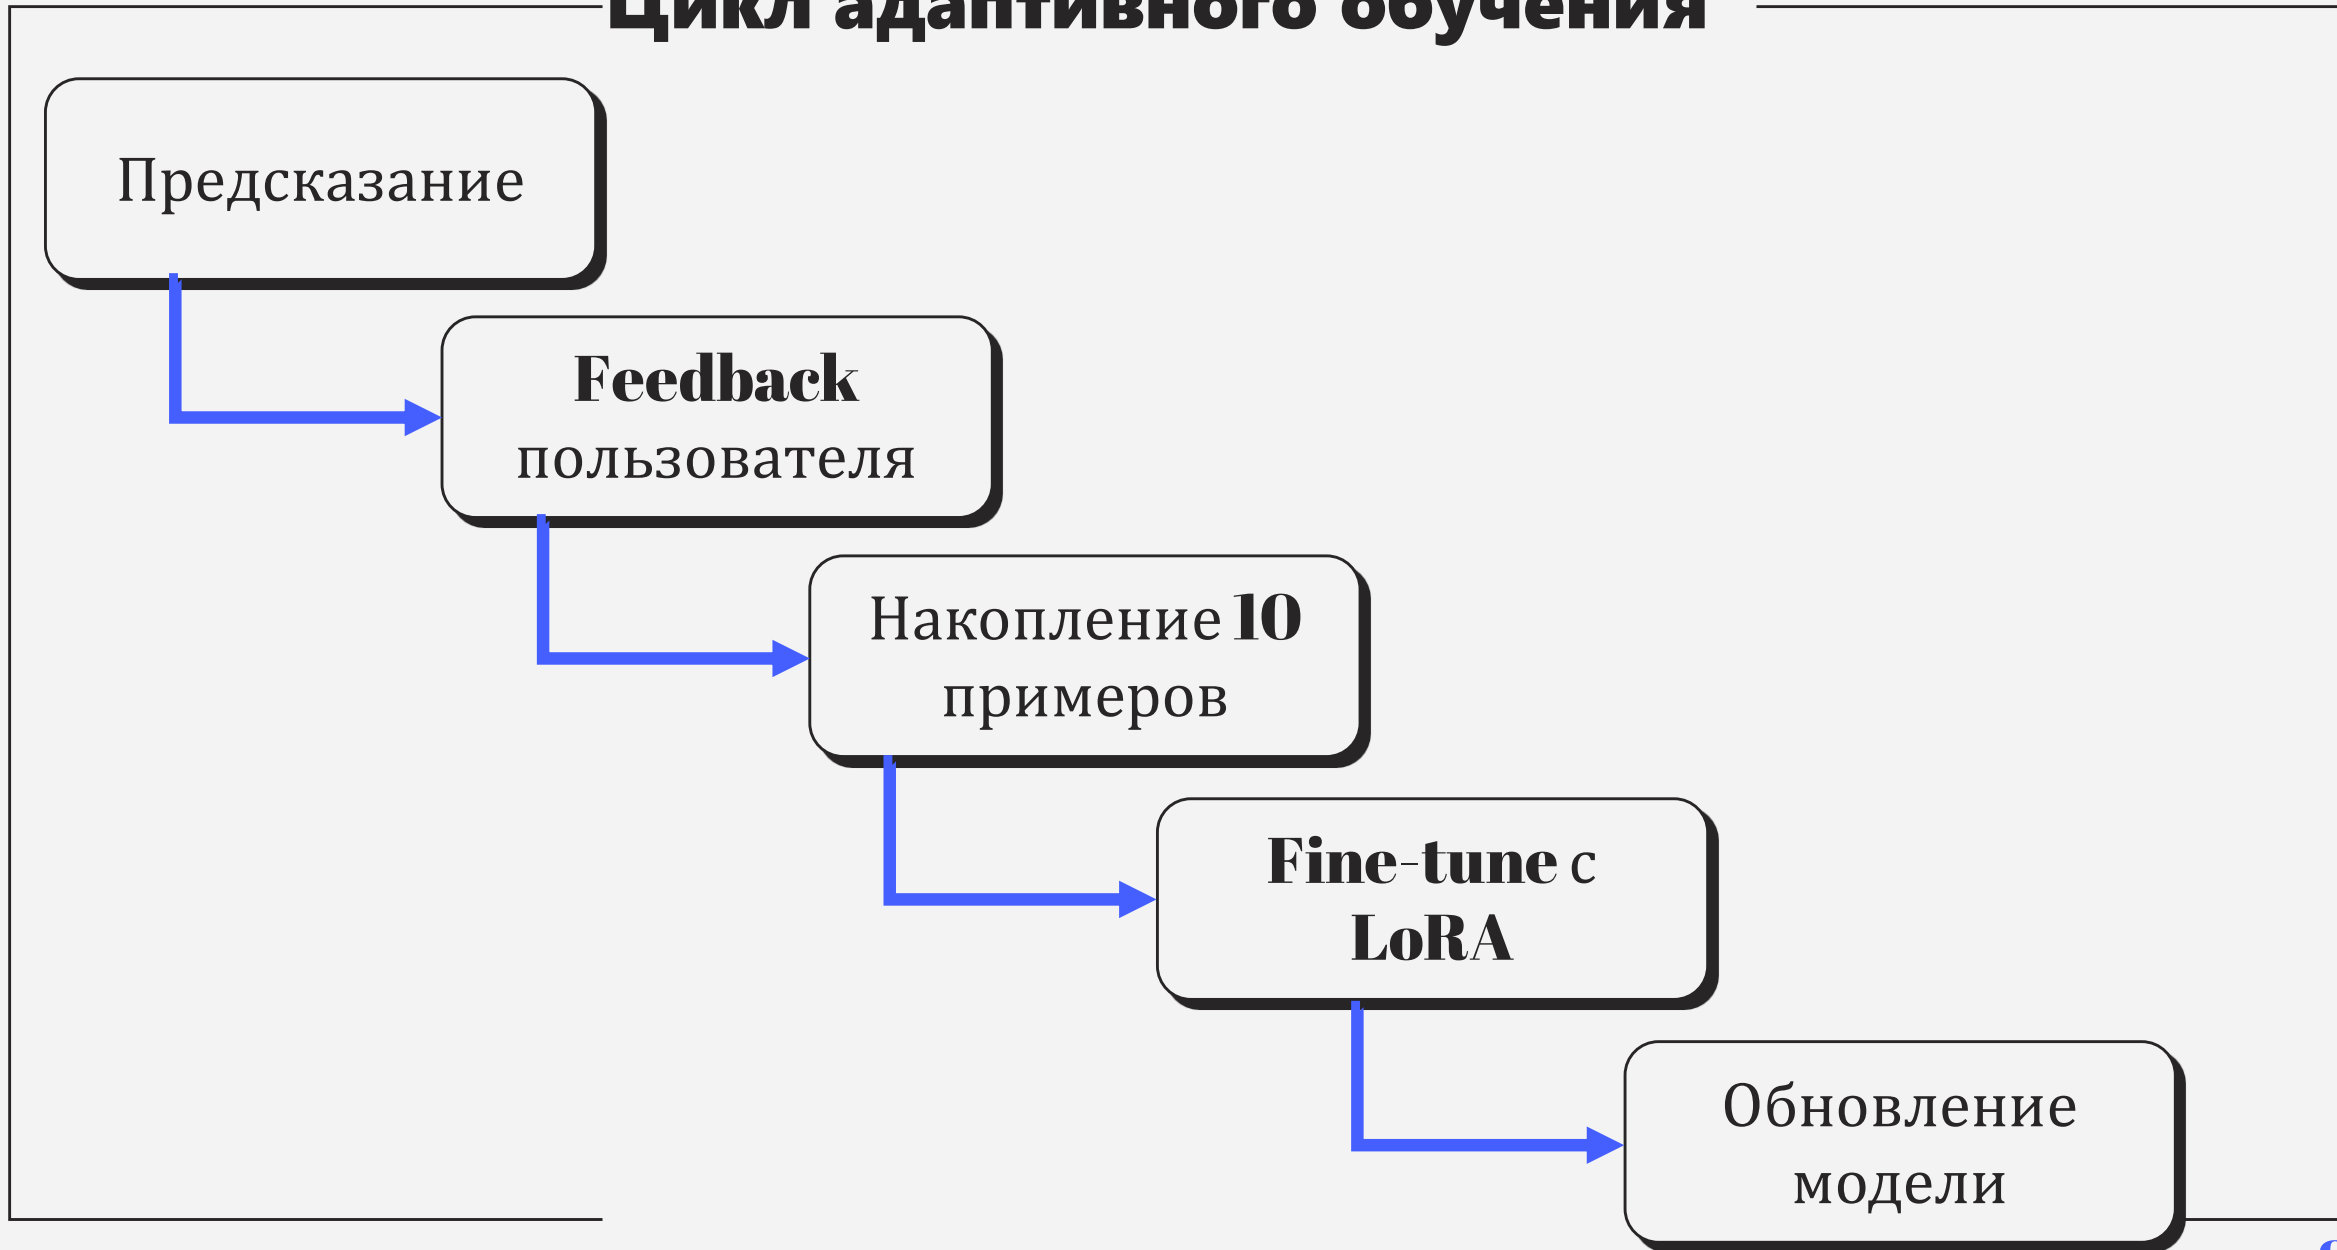 Цикл адаптивного обучения
Предсказание
Feedback
пользователя
Накопление 10
примеров
Fine-tune с
LoRA
Обновление
модели